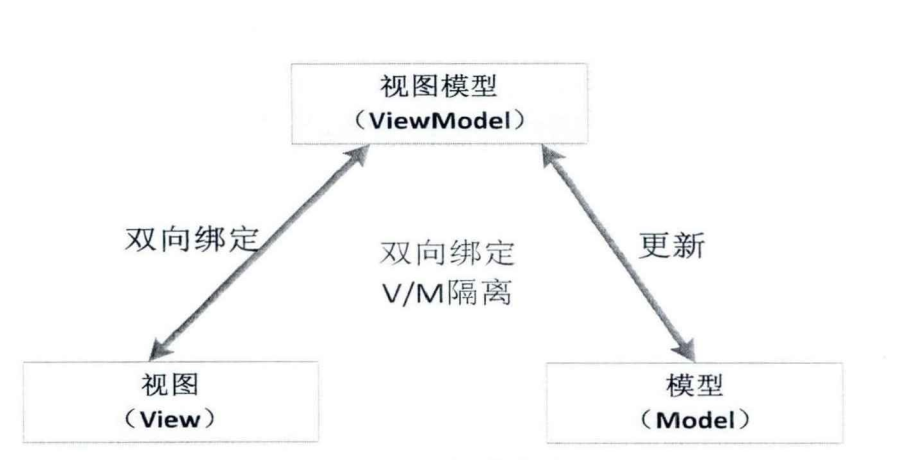 视图模型
（ViewModel）
双向绑定
双向绑定
V/M隔离
更新
视图
（View）
模型
（Model）